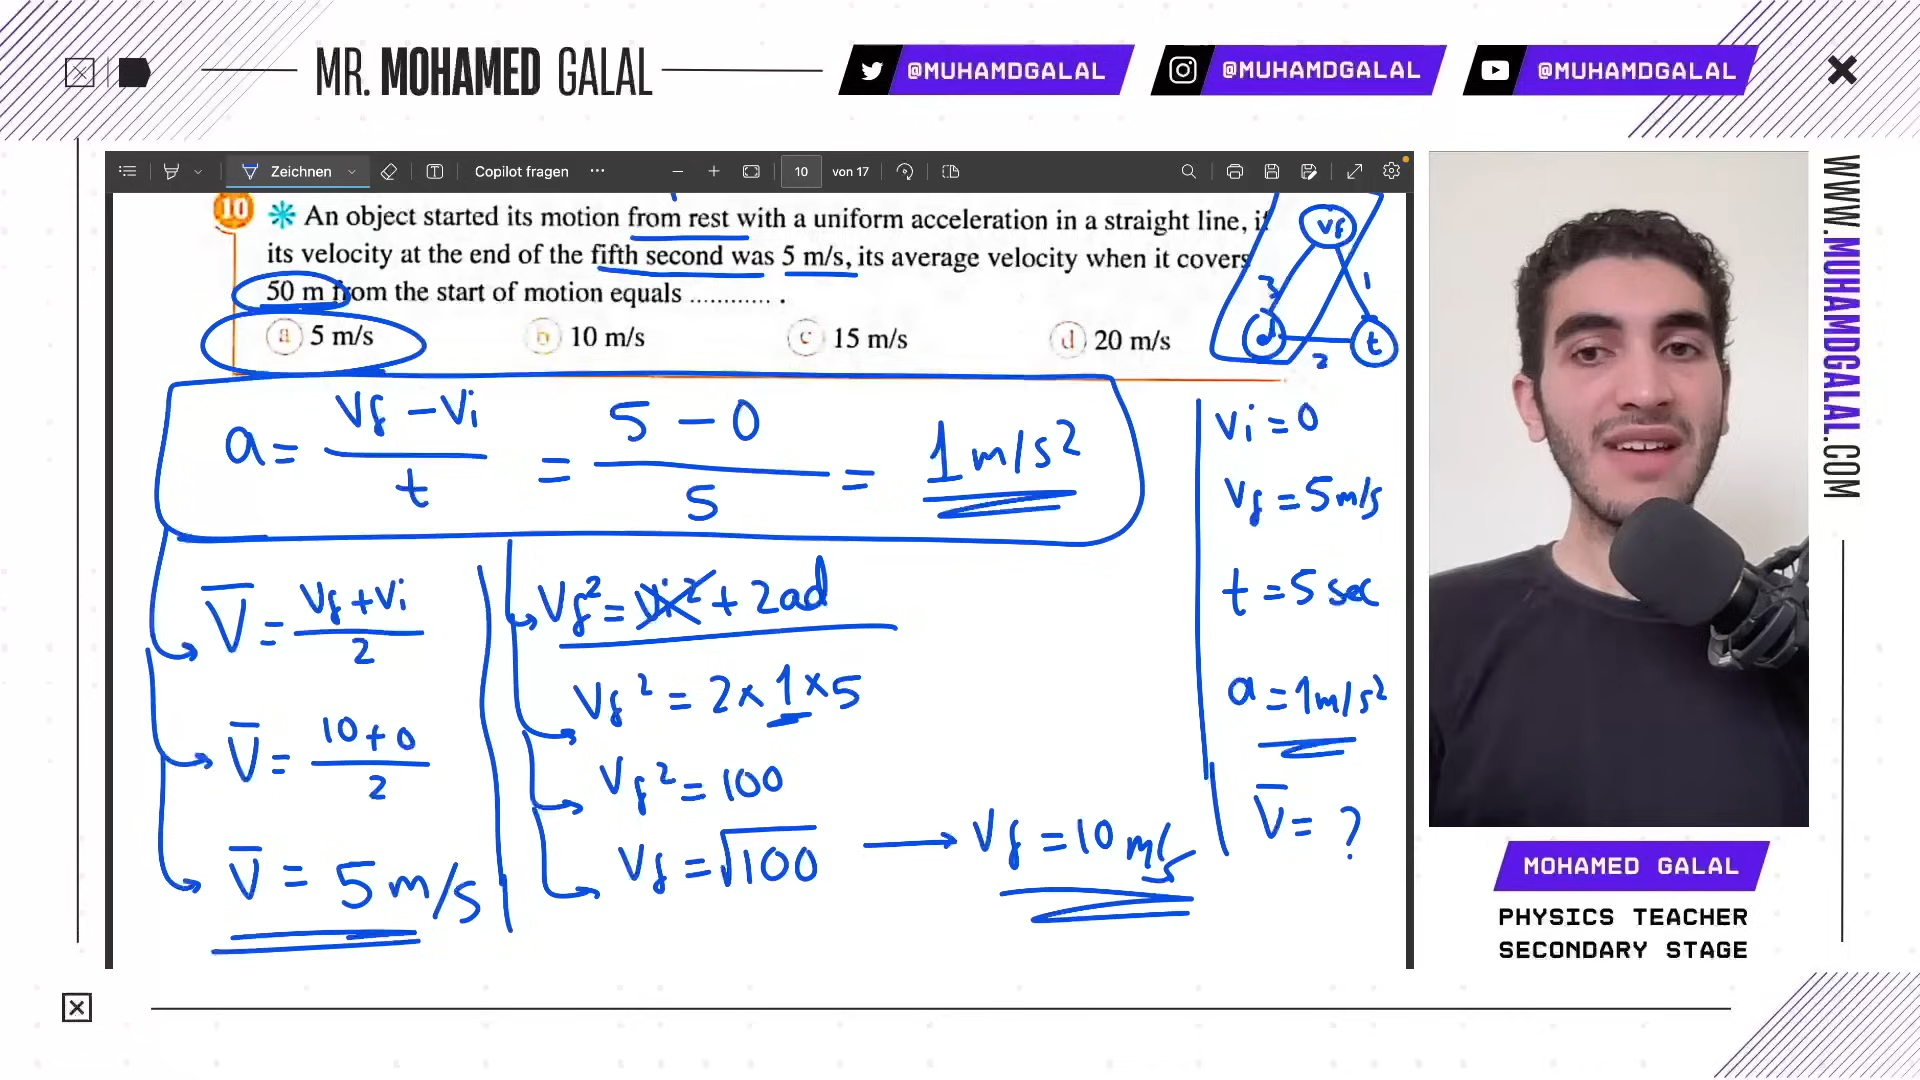 MR. MOHAMED GALAL
@MUHAMDGALAL
@MUHAMDGALAL
@MUHAMDGALAL
Zeichnen
Copilot fragen
10 von 17
10 An object started its motion from rest with a uniform acceleration in a straight line, if
its velocity at the end of the fifth second was 5 m/s, its average velocity when it covers
50 m from the start of motion equals ............ .
a 5 m/s b 10 m/s c 15 m/s d 20 m/s
Vf
3 1
d 2 t
a = (Vf - Vi)/t = (5 - 0)/5 = 1 m/s²
V̅ = (Vf + Vi)/2
V̅ = (10 + 0)/2
V̅ = 5 m/s
Vf² = Vi² + 2ad
Vf² = 2 × 1 × 5
Vf² = 100
Vf = √100 → Vf = 10 m/s
Vi = 0
Vf = 5 m/s
t = 5 sec
a = 1 m/s²
V̅ = ?
WWW.MUHAMDGALAL.COM
MOHAMED GALAL
PHYSICS TEACHER
SECONDARY STAGE